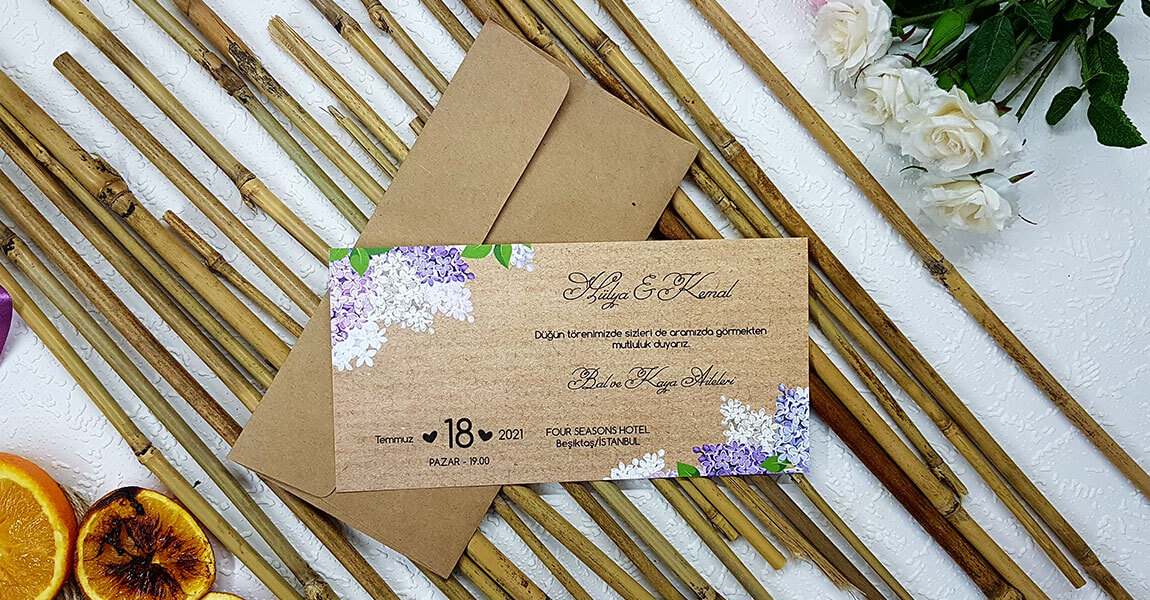 Hülya & Kemal
Düğün törenimizde sizleri de aramızda görmekten
mutluluk duyarız.
Bal ve Kaya Aileleri
Temmuz 18 2021
PAZAR - 19.00
FOUR SEASONS HOTEL
Beşiktaş/İSTANBUL